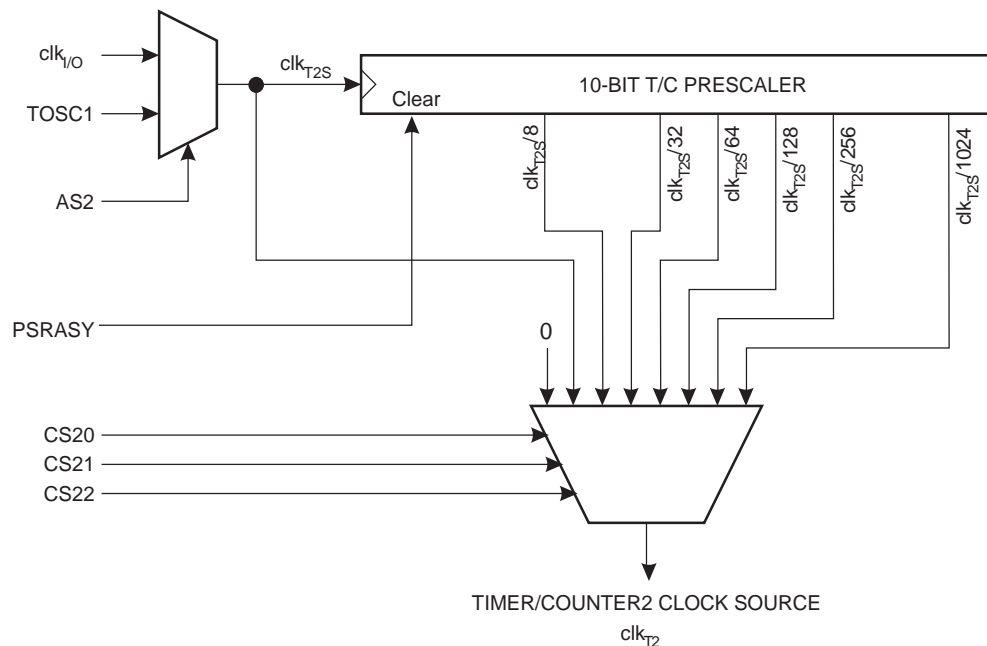 clkI/O
clkT2S
10-BIT T/C PRESCALER
Clear
TOSC1
AS2
clkT2S/8
clkT2S/32
clkT2S/64
clkT2S/128
clkT2S/256
clkT2S/1024
PSRASY
0
CS20
CS21
CS22
TIMER/COUNTER2 CLOCK SOURCE
clkT2